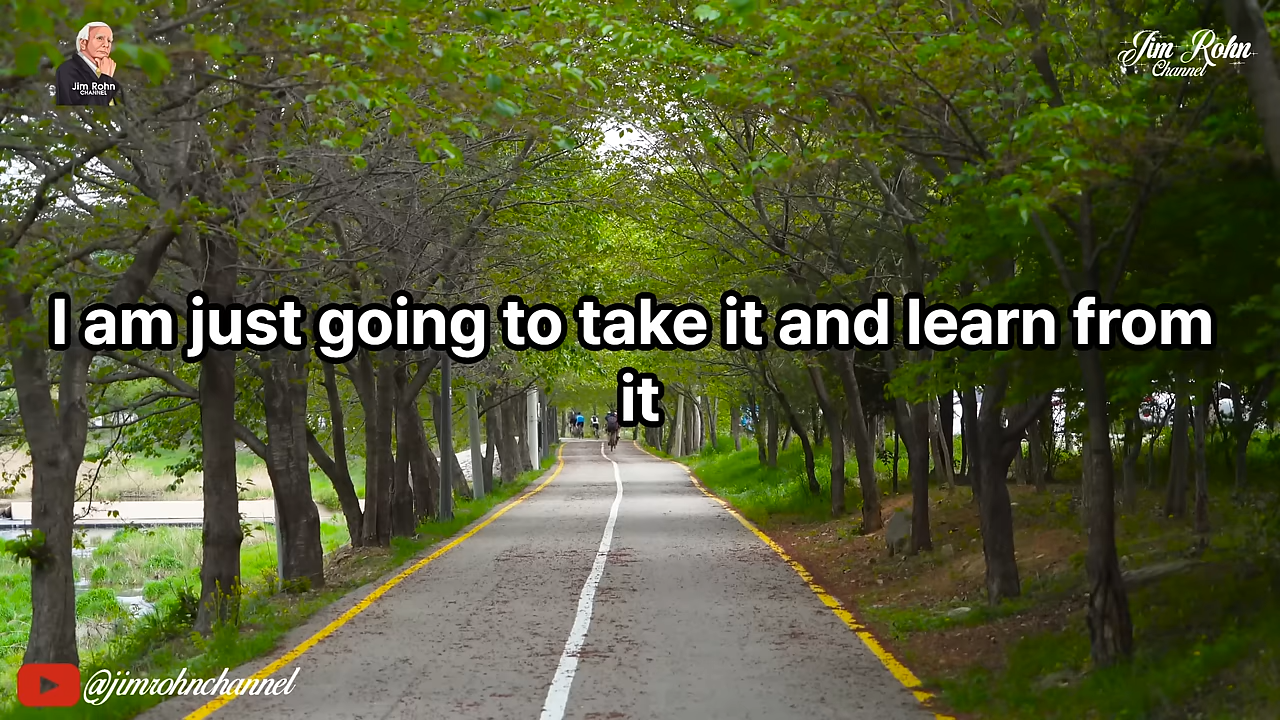 Jim Rohn
CHANNEL
Jim Rohn
Channel
I am just going to take it and learn from
it
@jimrohnchannel